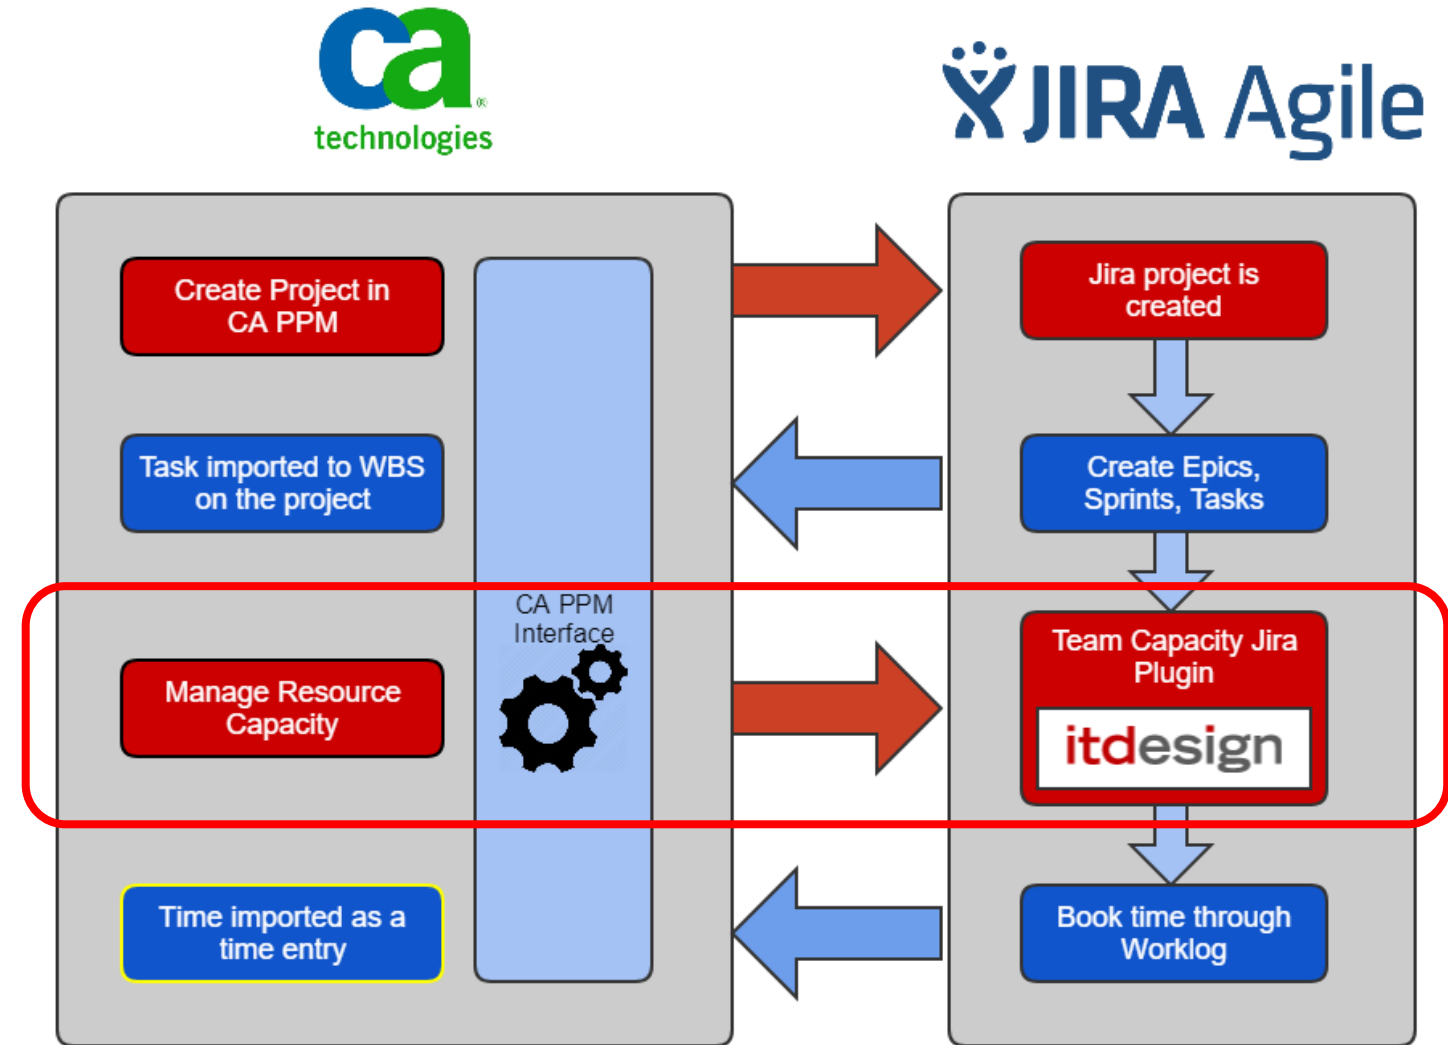 ca
®
technologies
JIRA Agile
Create Project in
CA PPM
Jira project is
created
Task imported to WBS
on the project
Create Epics,
Sprints, Tasks
CA PPM
Interface
Manage Resource
Capacity
Team Capacity Jira
Plugin
itdesign
Time imported as a
time entry
Book time through
Worklog